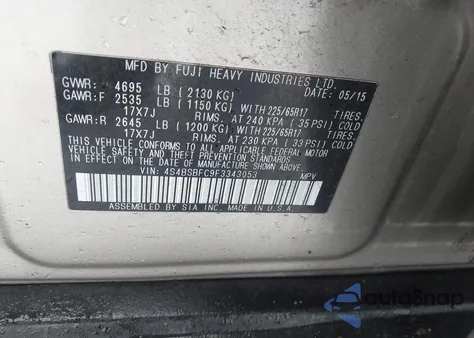 MFD BY FUJI HEAVY INDUSTRIES LTD.
GVWR: 4695 LB (2130 KG) DATE: 05/15
GAWR:F 2535 LB (1150 KG) WITH 225/65R17
17X7J RIMS, AT 240 KPA (35 PSI) COLD
GAWR:R 2645 LB (1200 KG) WITH 225/65R17
17X7J RIMS, AT 230 KPA (33 PSI) COLD
THIS VEHICLE CONFORMS TO ALL APPLICABLE FEDERAL MOTOR
VEHICLE SAFETY AND BUMPER STANDARDS IN EFFECT
ON THE DATE OF MANUFACTURE SHOWN ABOVE.
VIN: 4S4BSBFC9F3343053 MPV
ASSEMBLED BY SIA INC. MADE IN U.S.A.
autoSnap